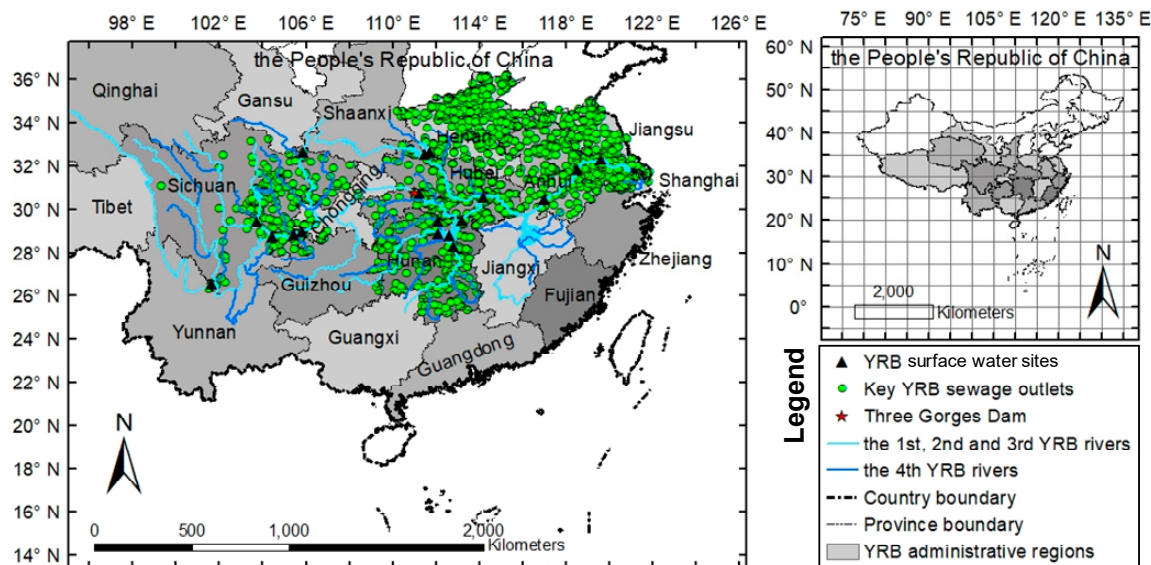 98° E 102° E 106° E 110° E 114° E 118° E 122° E 126° E
the People's Republic of China
36° N
34° N
32° N
30° N
28° N
26° N
24° N
22° N
20° N
18° N
16° N
14° N
Qinghai
Gansu
Shaanxi
Henan
Jiangsu
Sichuan
Chongqing
Hubei
Anhui
Shanghai
Tibet
Zhejiang
Hunan
Jiangxi
Guizhou
Fujian
Yunnan
Guangxi
Guangdong
N
0 500 1,000 2,000
Kilometers
75° E 90° E 105° E 120° E 135° E
the People's Republic of China
60° N
50° N
40° N
30° N
20° N
10° N
0°
N
2,000
Kilometers
Legend
YRB surface water sites
Key YRB sewage outlets
Three Gorges Dam
the 1st, 2nd and 3rd YRB rivers
the 4th YRB rivers
Country boundary
Province boundary
YRB administrative regions